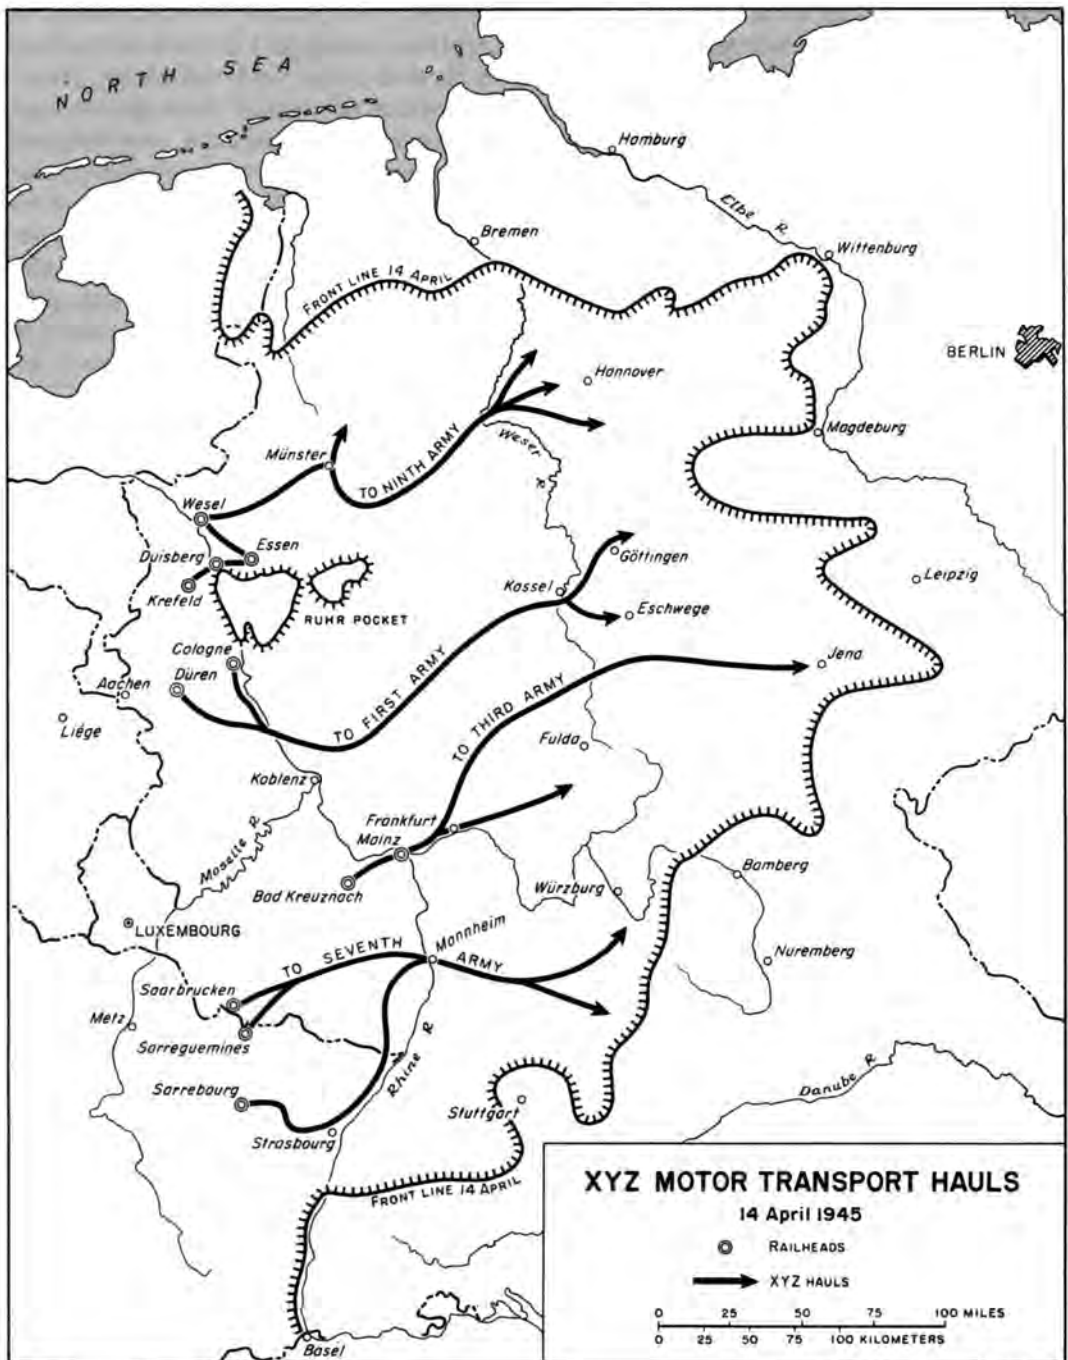 NORTH SEA
Hamburg
Elbe R
Bremen
Wittenburg
FRONT LINE 14 APRIL
BERLIN
Hannover
Magdeburg
Weser R
Münster
TO NINTH ARMY
Wesel
Essen
Duisberg
Göttingen
Leipzig
Krefeld
Kassel
Eschwege
RUHR POCKET
Cologne
Jena
Düren
Aachen
TO FIRST ARMY
TO THIRD ARMY
Liége
Fulda
Koblenz
Frankfurt
Moselle R
Mainz
Bamberg
Bad Kreuznach
Würzburg
LUXEMBOURG
Mannheim
TO SEVENTH ARMY
Nuremberg
Saarbrucken
Metz
Sarreguemines
Rhine R
Danube R
Sarrebourg
Stuttgart
Strasbourg
FRONT LINE 14 APRIL
Basel
XYZ MOTOR TRANSPORT HAULS
14 April 1945
RAILHEADS
XYZ HAULS
0 25 50 75 100 MILES
0 25 50 75 100 KILOMETERS